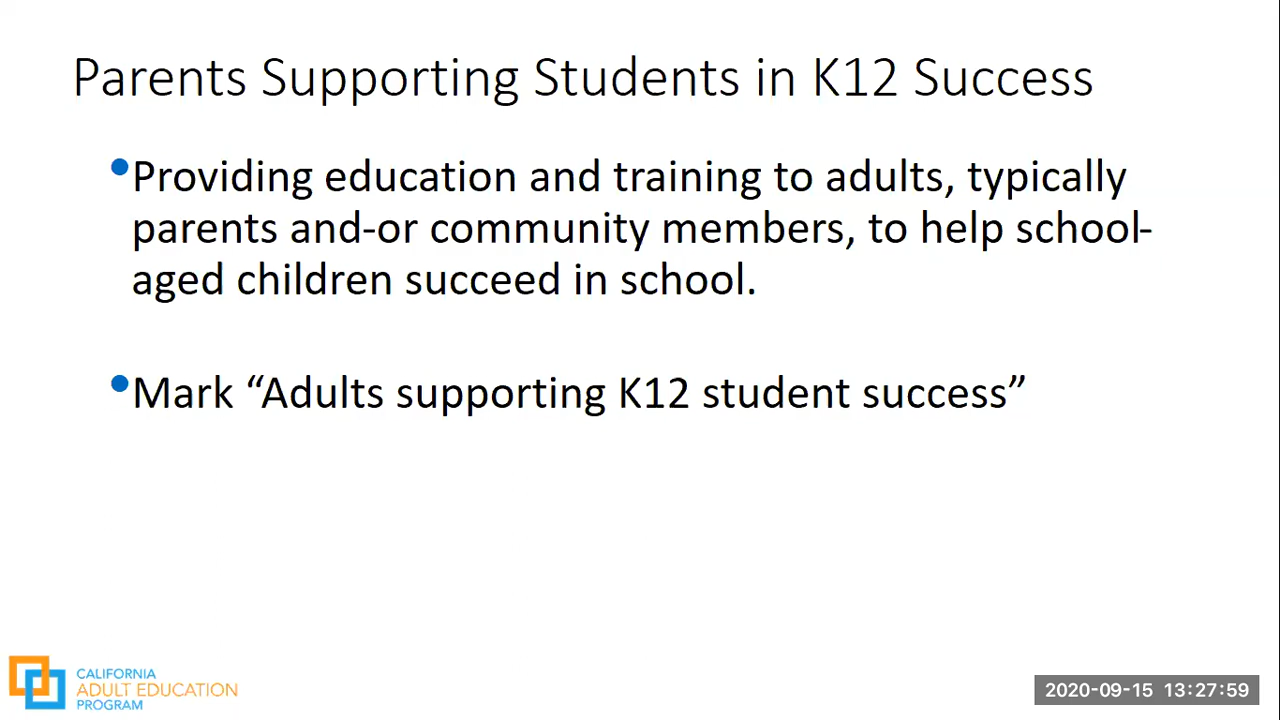 Parents Supporting Students in K12 Success
•Providing education and training to adults, typically
parents and-or community members, to help school-
aged children succeed in school.
•Mark “Adults supporting K12 student success”
CALIFORNIA
ADULT EDUCATION
PROGRAM
2020-09-15 13:27:59